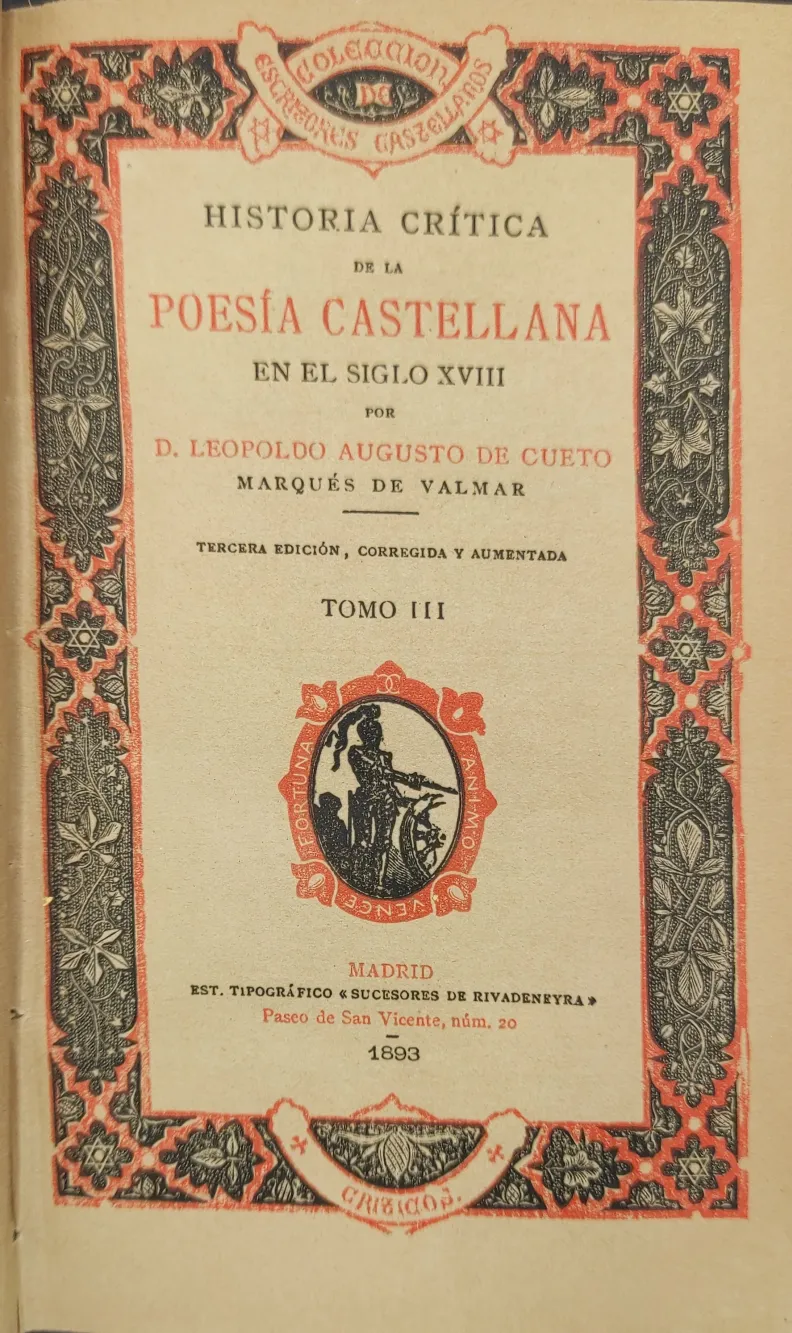 COLECCION
DE
ESCRITORES CASTELLANOS
HISTORIA CRÍTICA
DE LA
POESÍA CASTELLANA
EN EL SIGLO XVIII
POR
D. LEOPOLDO AUGUSTO DE CUETO
MARQUÉS DE VALMAR
TERCERA EDICIÓN, CORREGIDA Y AUMENTADA
TOMO III
FORTUNA
ANIMO
VENCE
MADRID
EST. TIPOGRÁFICO «SUCESORES DE RIVADENEYRA»
Paseo de San Vicente, núm. 20
1893
CRITICOS.